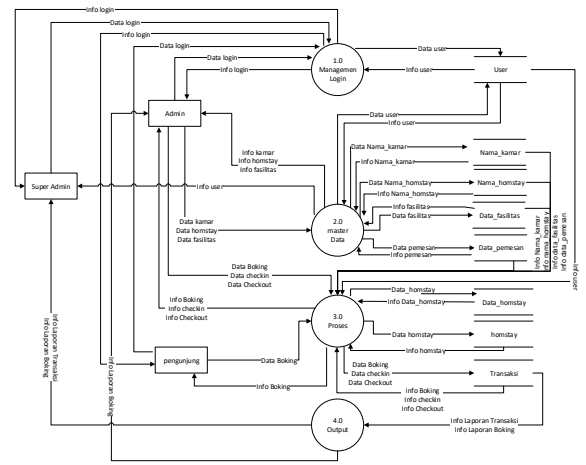 Info login
Data login
Info login
Data login
Data login
Info login
1.0
Managemen
Login
Data user
Info user
User
Admin
Data user
Info user
Info kamar
Info homstay
Info fasilitas
Data Nama_kamar
Nama_kamar
Info Nama_kamar
Super Admin
Info user
Data Nama_homstay
Nama_homstay
Info Nama_homstay
2.0
master
Data
Info fasilitas
Data fasilitas
Data_fasilitas
Data kamar
Data homstay
Data fasilitas
Data pemesan
Info pemesan
Data_pemesan
Info Nama_kamar
Info nama_homstay
Info data_fasilitas
Info data_pemesan
Info user
Data Boking
Data checkin
Data Checkout
Info Boking
Info checkin
Info Checkout
3.0
Proses
Data_homstay
Info Data_homstay
Data_homstay
Data homstay
homstay
Info homstay
Info Laporan Transaksi
Info Laporan Boking
Info Laporan Boking
pengunjung
Data Boking
Info Boking
Data Boking
Data checkin
Data Checkout
Transaksi
Info Boking
Info checkin
Info Checkout
4.0
Output
Info Laporan Transaksi
Info Laporan Boking